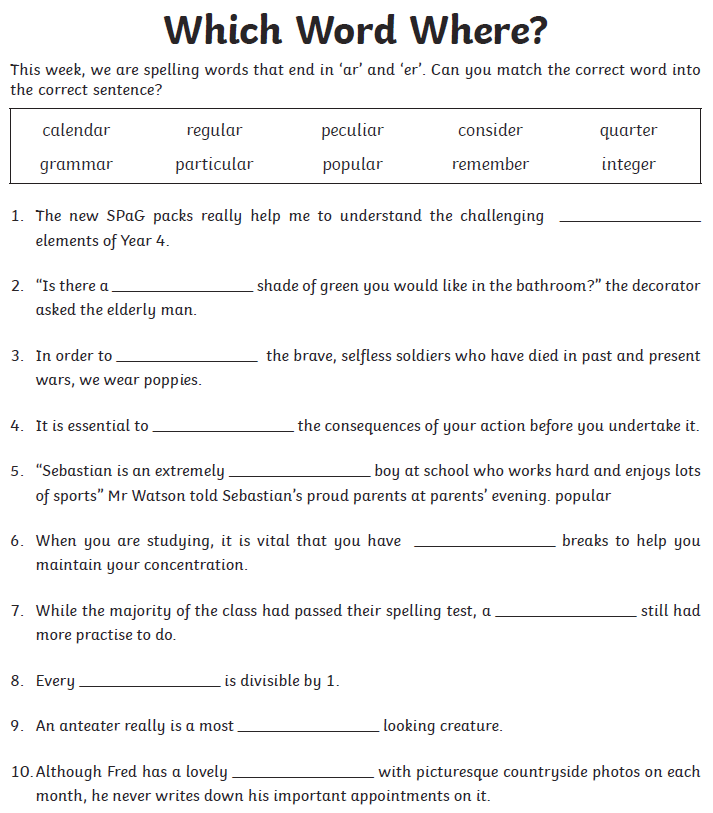 Which Word Where?
This week, we are spelling words that end in ‘ar’ and ‘er’. Can you match the correct word into
the correct sentence?
calendar regular peculiar consider quarter
grammar particular popular remember integer
1. The new SPaG packs really help me to understand the challenging ____________
elements of Year 4.
2. “Is there a ____________ shade of green you would like in the bathroom?” the decorator
asked the elderly man.
3. In order to ____________ the brave, selfless soldiers who have died in past and present
wars, we wear poppies.
4. It is essential to ____________ the consequences of your action before you undertake it.
5. “Sebastian is an extremely ____________ boy at school who works hard and enjoys lots
of sports” Mr Watson told Sebastian’s proud parents at parents’ evening. popular
6. When you are studying, it is vital that you have ____________ breaks to help you
maintain your concentration.
7. While the majority of the class had passed their spelling test, a ____________ still had
more practise to do.
8. Every ____________ is divisible by 1.
9. An anteater really is a most ____________ looking creature.
10. Although Fred has a lovely ____________ with picturesque countryside photos on each
month, he never writes down his important appointments on it.